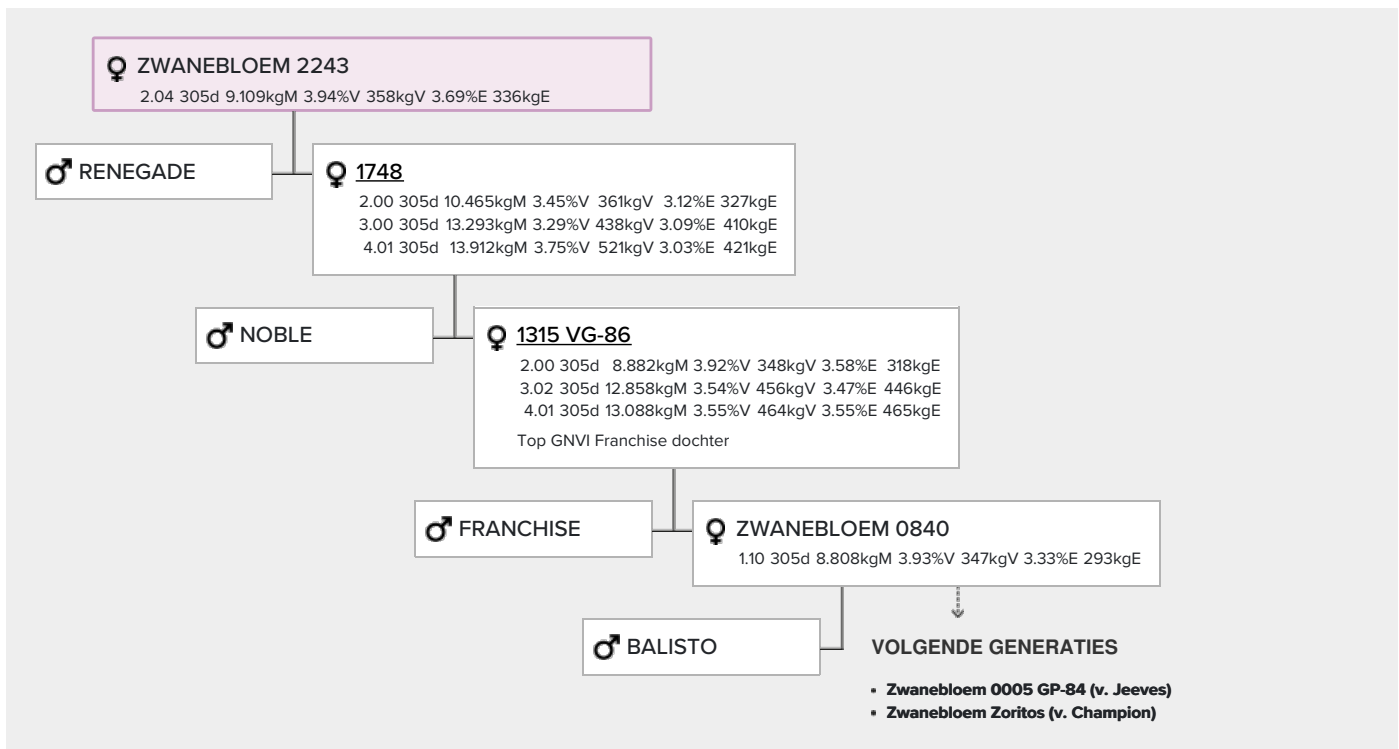 ZWANEBLOEM 2243
2.04 305d 9.109kgM 3.94%V 358kgV 3.69%E 336kgE
RENEGADE
1748
2.00 305d 10.465kgM 3.45%V 361kgV 3.12%E 327kgE
3.00 305d 13.293kgM 3.29%V 438kgV 3.09%E 410kgE
4.01 305d 13.912kgM 3.75%V 521kgV 3.03%E 421kgE
NOBLE
1315 VG-86
2.00 305d 8.882kgM 3.92%V 348kgV 3.58%E 318kgE
3.02 305d 12.858kgM 3.54%V 456kgV 3.47%E 446kgE
4.01 305d 13.088kgM 3.55%V 464kgV 3.55%E 465kgE
Top GNVI Franchise dochter
FRANCHISE
ZWANEBLOEM 0840
1.10 305d 8.808kgM 3.93%V 347kgV 3.33%E 293kgE
BALISTO
VOLGENDE GENERATIES
• Zwanebloem 0005 GP-84 (v. Jeeves)
• Zwanebloem Zoritos (v. Champion)